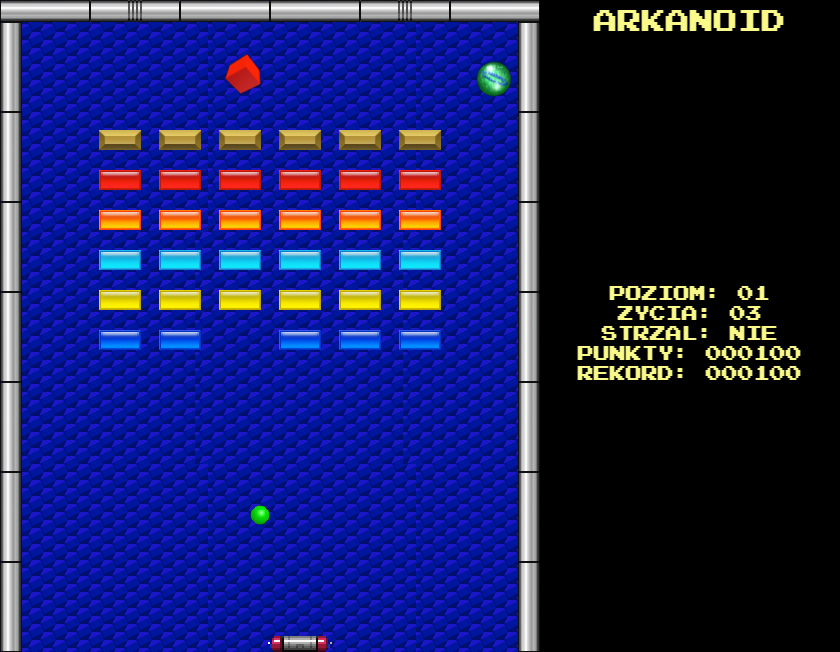 ARKANOID
POZIOM: 01
ZYCIA: 03
STRZAL: NIE
PUNKTY: 000100
REKORD: 000100